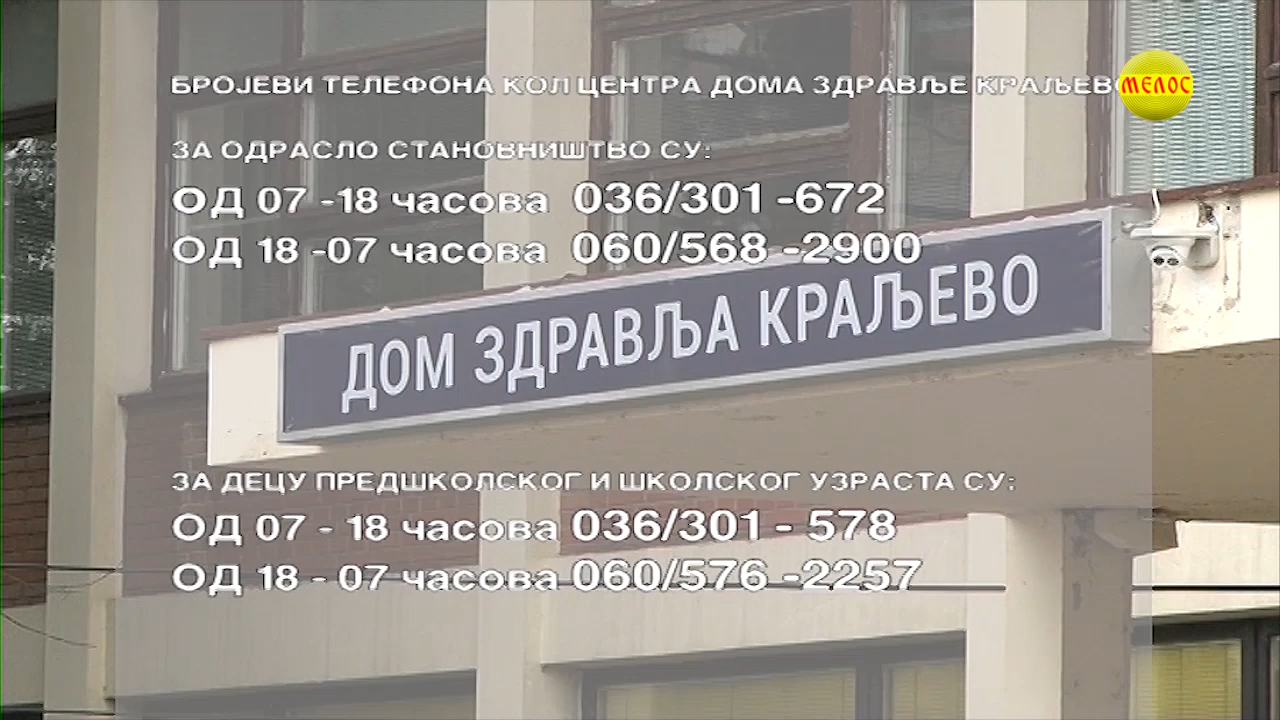 БРОЈЕВИ ТЕЛЕФОНА КОЛ ЦЕНТРА ДОМА ЗДРАВЉЕ КРАЉЕВО
МЕЛОС
ЗА ОДРАСЛО СТАНОВНИШТВО СУ:
ОД 07 -18 часова 036/301 -672
ОД 18 -07 часова 060/568 -2900
ДОМ ЗДРАВЉА КРАЉЕВО
ЗА ДЕЦУ ПРЕДШКОЛСКОГ И ШКОЛСКОГ УЗРАСТА СУ:
ОД 07 - 18 часова 036/301 - 578
ОД 18 - 07 часова 060/576 -2257